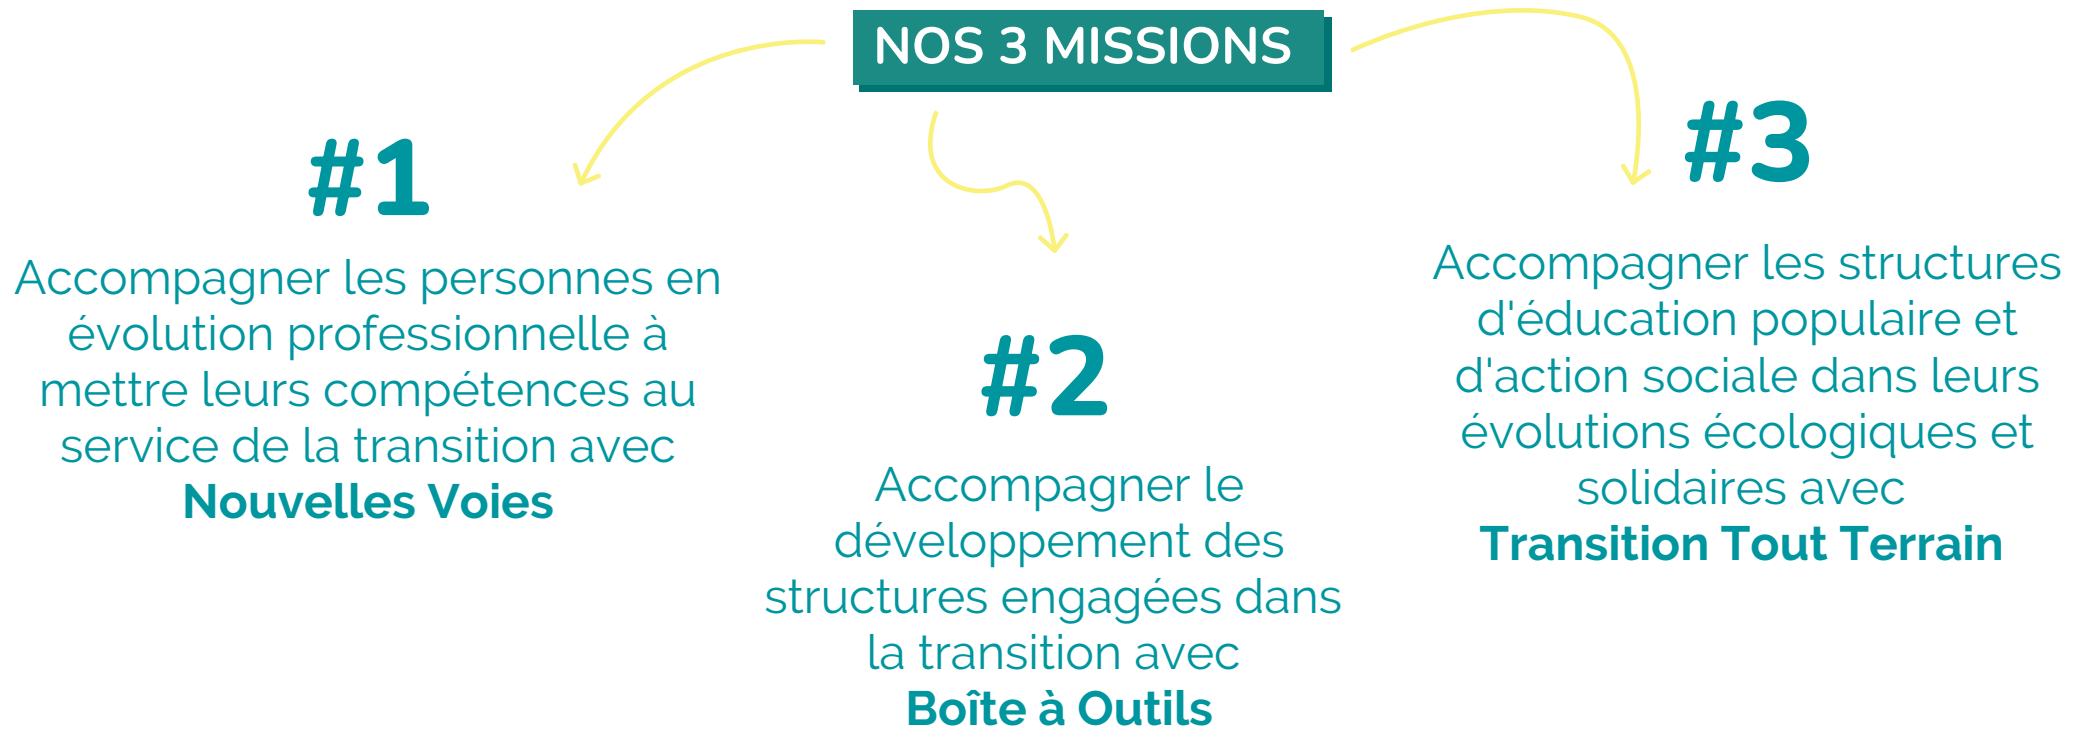 NOS 3 MISSIONS
#1
Accompagner les personnes en
évolution professionnelle à
mettre leurs compétences au
service de la transition avec
Nouvelles Voies
#2
Accompagner le
développement des
structures engagées dans
la transition avec
Boîte à Outils
#3
Accompagner les structures
d'éducation populaire et
d'action sociale dans leurs
évolutions écologiques et
solidaires avec
Transition Tout Terrain